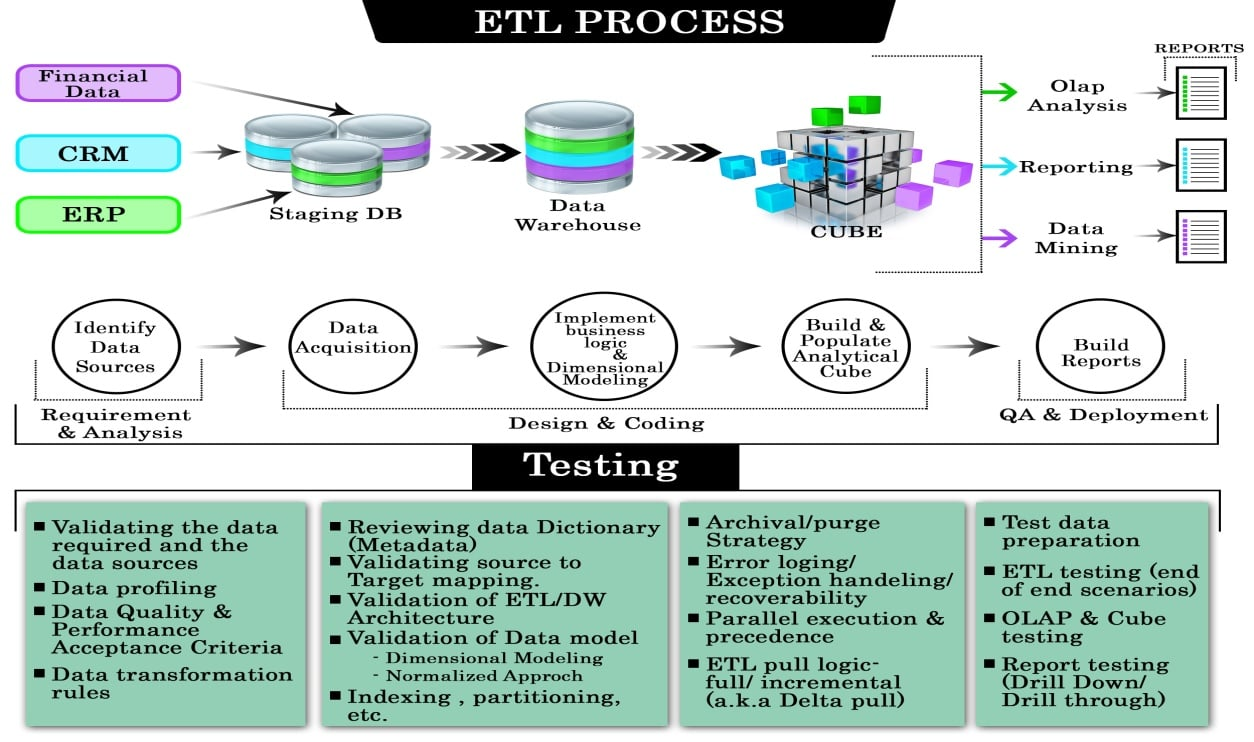 ETL PROCESS
REPORTS
Financial
Data
CRM
ERP
Staging DB
Data
Warehouse
CUBE
Olap
Analysis
Reporting
Data
Mining
Identify
Data
Sources
Data
Acquisition
Implement
business
logic
&
Dimensional
Modeling
Build &
Populate
Analytical
Cube
Build
Reports
Requirement
& Analysis
Design & Coding
QA & Deployment
Testing
Validating the data
required and the
data sources
Data profiling
Data Quality &
Performance
Acceptance Criteria
Data transformation
rules
Reviewing data Dictionary
(Metadata)
Validating source to
Target mapping.
Validation of ETL/DW
Architecture
Validation of Data model
- Dimensional Modeling
- Normalized Approch
Indexing , partitioning,
etc.
Archival/purge
Strategy
Error loging/
Exception handeling/
recoverability
Parallel execution &
precedence
ETL pull logic-
full/ incremental
(a.k.a Delta pull)
Test data
preparation
ETL testing (end
of end scenarios)
OLAP & Cube
testing
Report testing
(Drill Down/
Drill through)